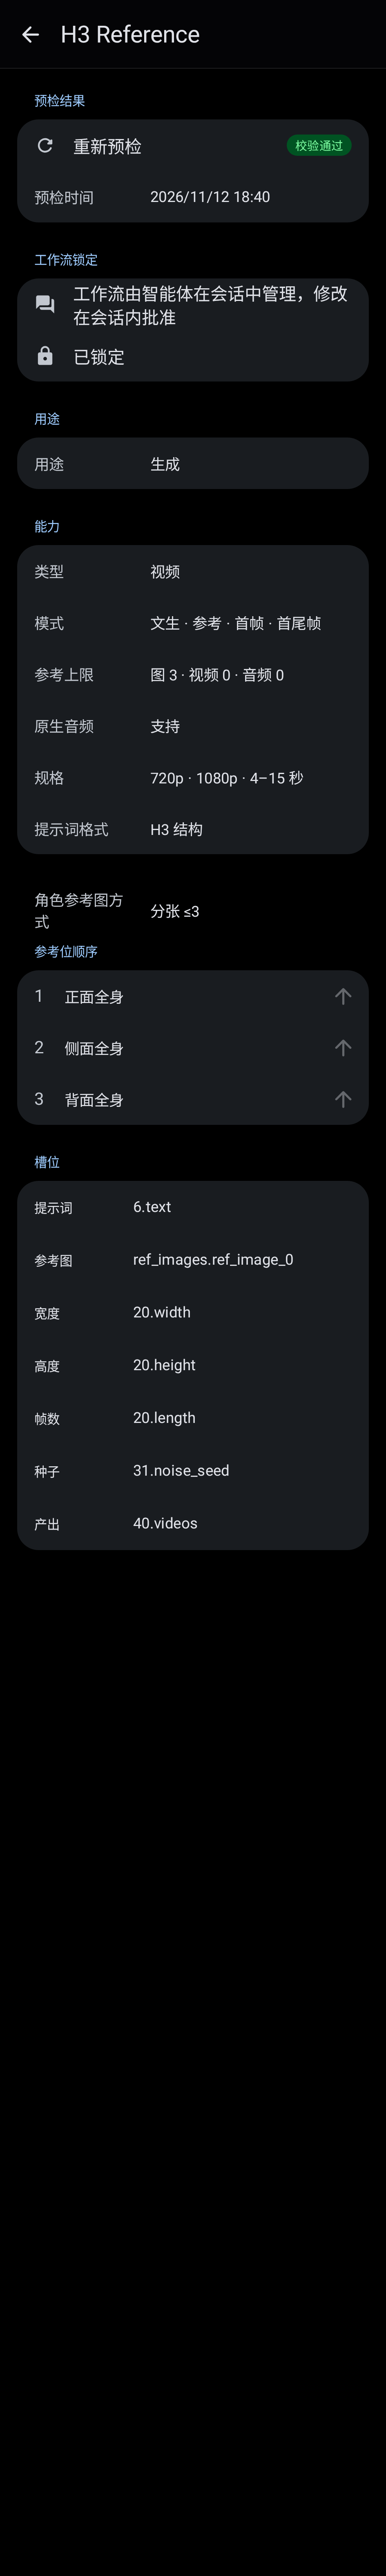 H3 Reference
预检结果
重新预检
校验通过
预检时间
2026/11/12 18:40
工作流锁定
工作流由智能体在会话中管理，修改
在会话内批准
已锁定
用途
用途
生成
能力
类型
视频
模式
文生 · 参考 · 首帧 · 首尾帧
参考上限
图 3 · 视频 0 · 音频 0
原生音频
支持
规格
720p · 1080p · 4–15 秒
提示词格式
H3 结构
角色参考图方
式
分张 ≤3
参考位顺序
1 正面全身
2 侧面全身
3 背面全身
槽位
提示词
6.text
参考图
ref_images.ref_image_0
宽度
20.width
高度
20.height
帧数
20.length
种子
31.noise_seed
产出
40.videos